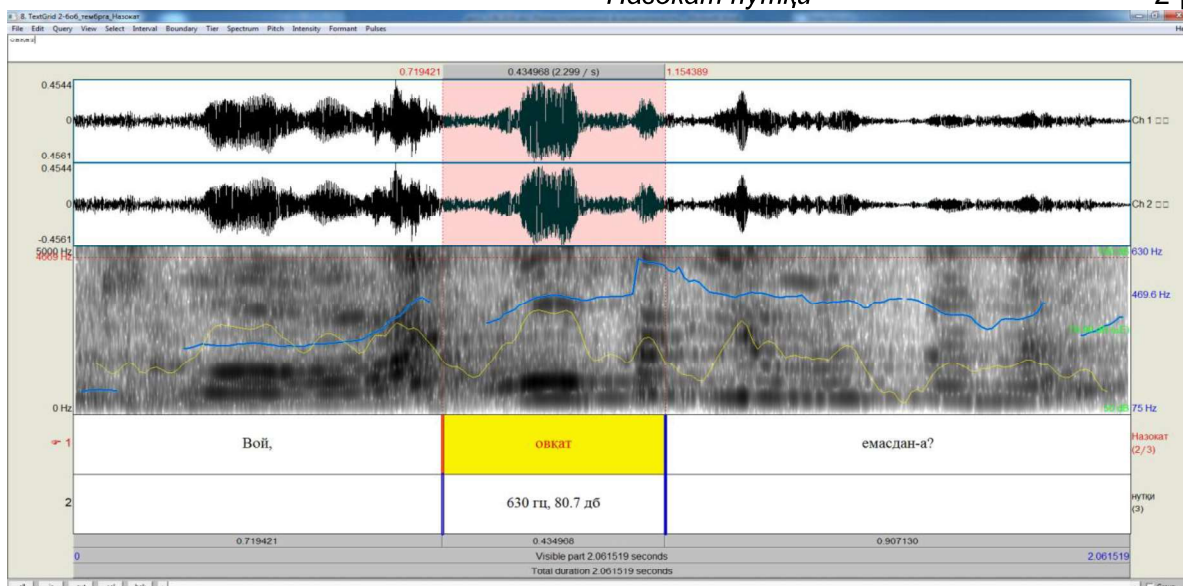 Назокат нутқи
8. TextGrid 2-боб_тембрга_Назокат
File Edit Query View Select Interval Boundary Tier Spectrum Pitch Intensity Formant Pulses
0.719421 0.434968 (2.299 / s) 1.154389
0.4544
0
Ch 1
0.4561
0.4544
0
Ch 2
-0.4561
5000 Hz 630 Hz
4669 Hz
469.6 Hz
0 Hz 75 Hz
1 Вой, овкат емасдан-а? Назокат
(2/3)
2 630 гц, 80.7 дб нутқи
(3)
0.719421 0.434968 0.907130
0 Visible part 2.061519 seconds 2.061519
Total duration 2.061519 seconds